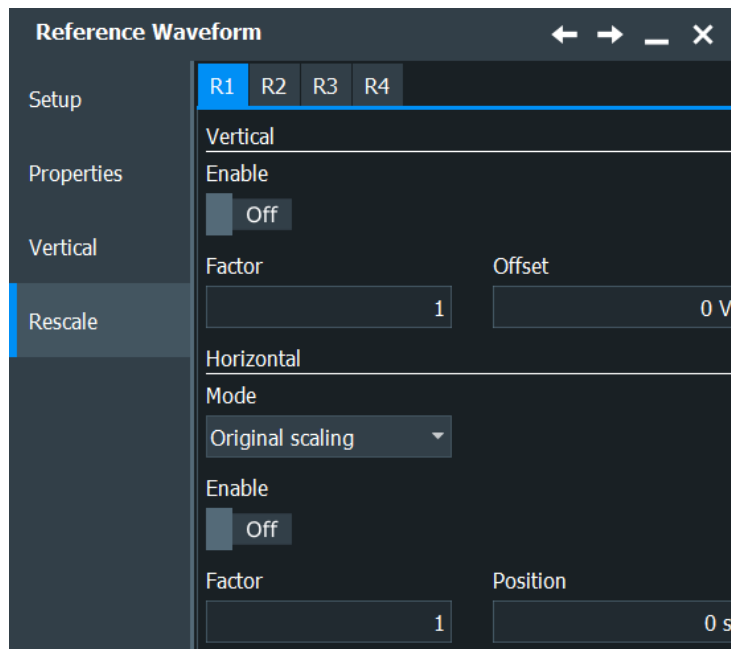 Reference Waveform
Setup
Properties
Vertical
Rescale
R1 R2 R3 R4
Vertical
Enable
Off
Factor Offset
1 0 V
Horizontal
Mode
Original scaling
Enable
Off
Factor Position
1 0 s